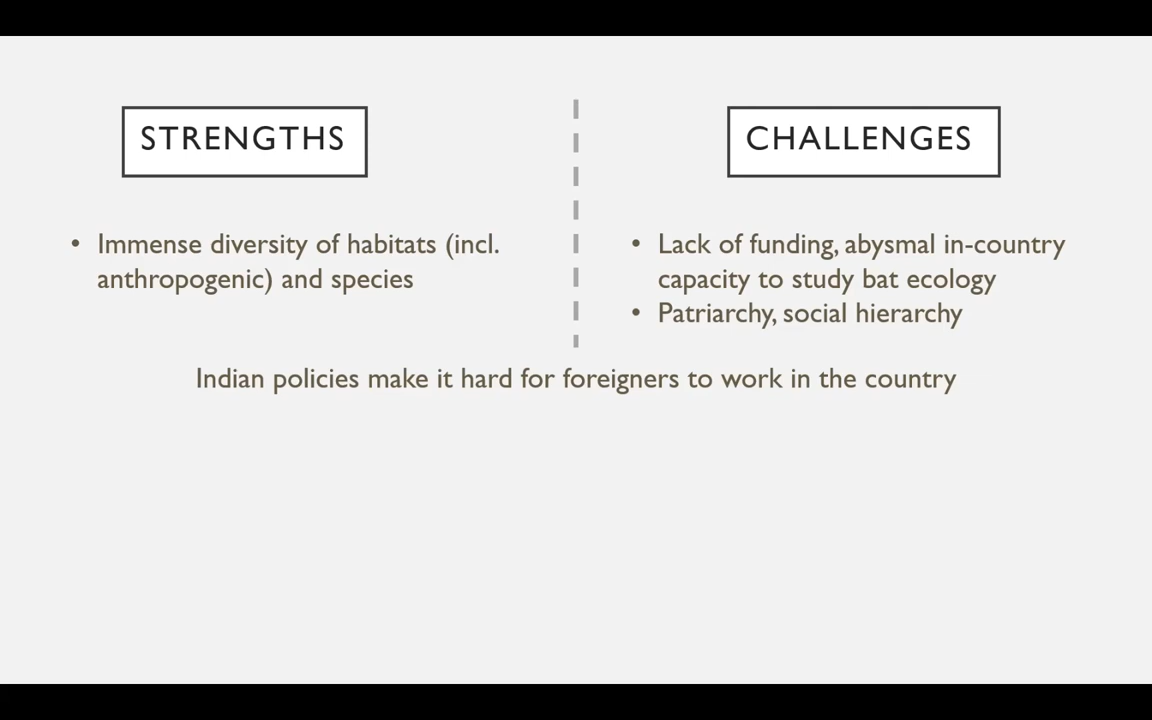 STRENGTHS
• Immense diversity of habitats (incl.
anthropogenic) and species
CHALLENGES
• Lack of funding, abysmal in-country
capacity to study bat ecology
• Patriarchy, social hierarchy
Indian policies make it hard for foreigners to work in the country